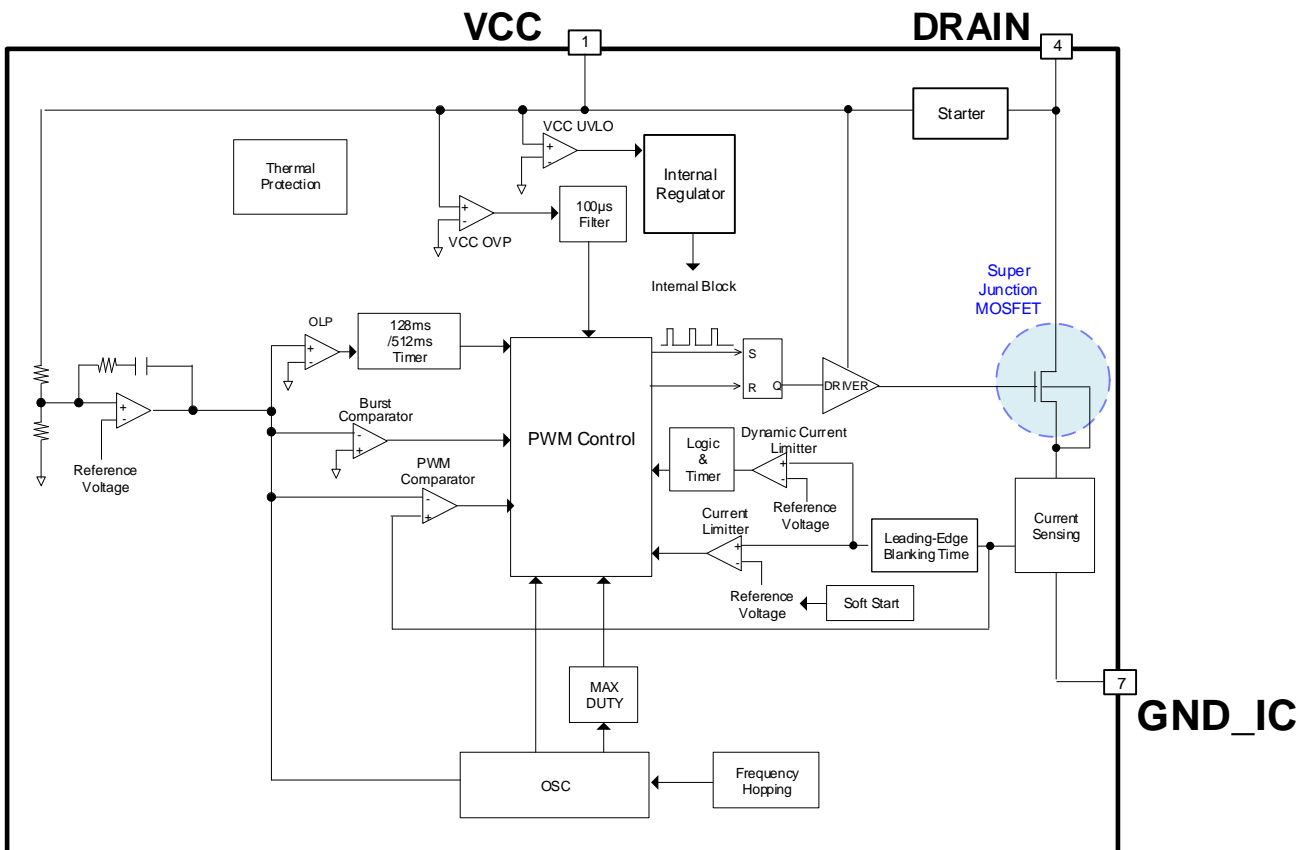 VCC
DRAIN
1
4
Starter
VCC UVLO
+
-
Thermal
Protection
Internal
Regulator
100µs
Filter
+
-
VCC OVP
Internal Block
Super
Junction
MOSFET
OLP
+
-
128ms
/512ms
Timer
S
R
Q
DRIVER
+
-
Reference
Voltage
Burst
Comparator
-
+
PWM Control
PWM
Comparator
-
+
Logic
&
Timer
Dynamic Current
Limitter
+
-
Reference
Voltage
Current
Limitter
+
-
Leading-Edge
Blanking Time
Current
Sensing
Reference
Voltage
Soft Start
7
GND_IC
MAX
DUTY
OSC
Frequency
Hopping